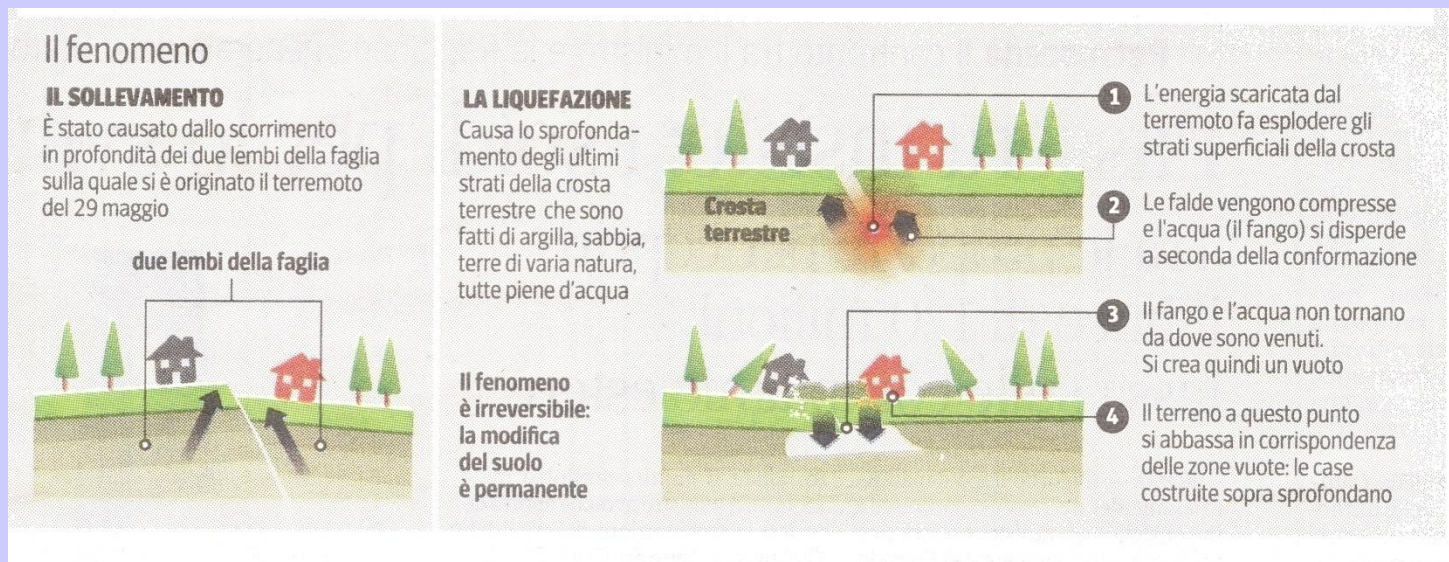 Il fenomeno
IL SOLLEVAMENTO
È stato causato dallo scorrimento
in profondità dei due lembi della faglia
sulla quale si è originato il terremoto
del 29 maggio
due lembi della faglia
LA LIQUEFAZIONE
Causa lo sprofonda-
mento degli ultimi
strati della crosta
terrestre che sono
fatti di argilla, sabbia,
terre di varia natura,
tutte piene d'acqua
Il fenomeno
è irreversibile:
la modifica
del suolo
è permanente
Crosta
terrestre
1 L'energia scaricata dal
terremoto fa esplodere gli
strati superficiali della crosta
2 Le falde vengono compresse
e l'acqua (il fango) si disperde
a seconda della conformazione
3 Il fango e l'acqua non tornano
da dove sono venuti.
Si crea quindi un vuoto
4 Il terreno a questo punto
si abbassa in corrispondenza
delle zone vuote: le case
costruite sopra sprofondano